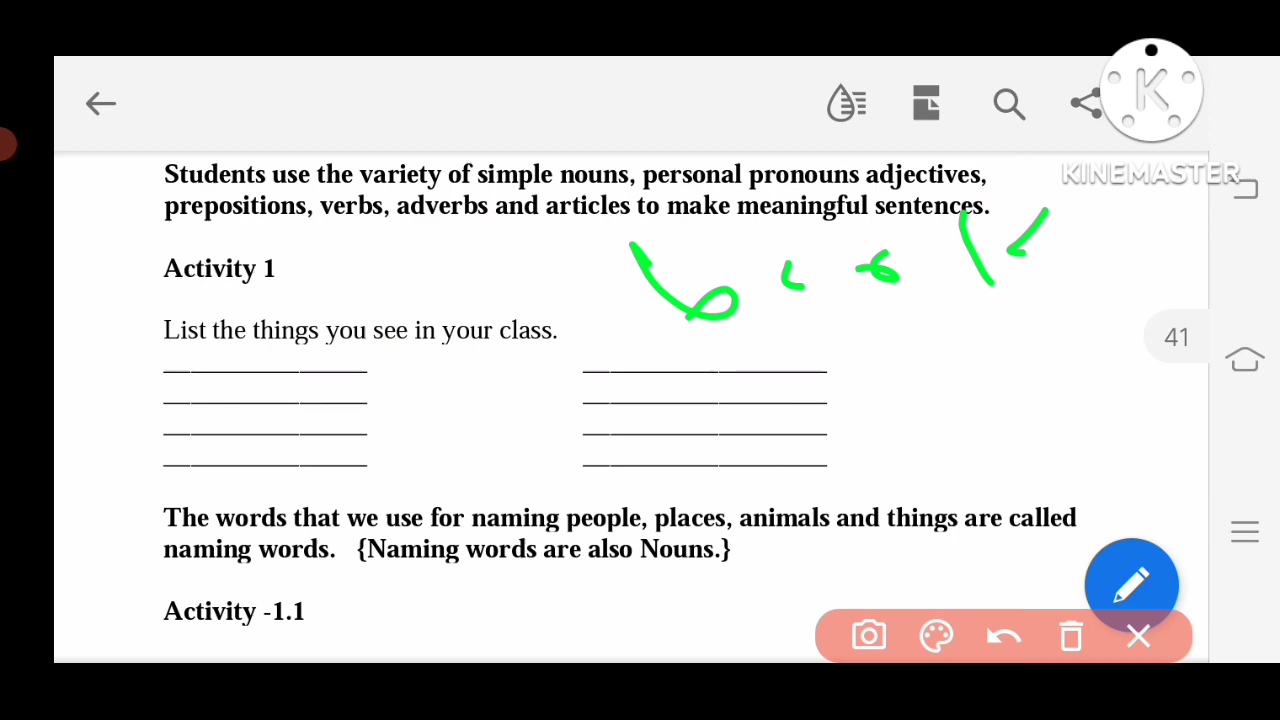 KINEMASTER
Students use the variety of simple nouns, personal pronouns adjectives,
prepositions, verbs, adverbs and articles to make meaningful sentences.
Activity 1
List the things you see in your class.
41
The words that we use for naming people, places, animals and things are called
naming words. {Naming words are also Nouns.}
Activity -1.1